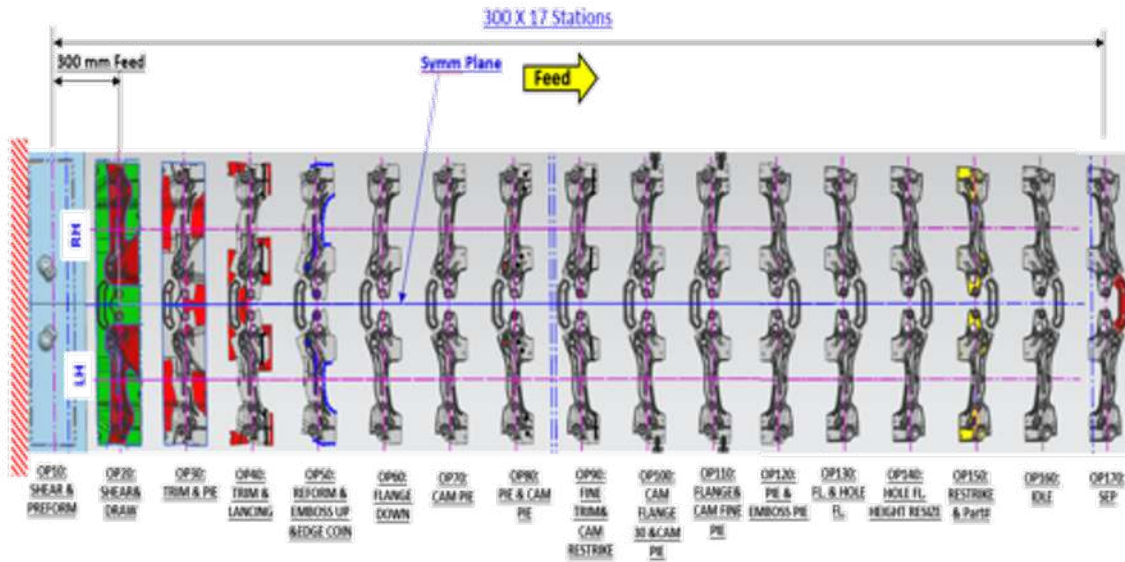 300 X 17 Stations
300 mm Feed
Symm Plane
Feed
RH
LH
OP10:
SHEAR &
PREFORM
OP20:
SHEAR&
DRAW
OP30:
TRIM & PIE
OP40:
TRIM &
LANCING
OP50:
REFORM &
EMBOSS UP
&EDGE COIN
OP60:
FLANGE
DOWN
OP70:
CAM PIE
OP80:
PIE & CAM
PIE
OP90:
FINE
TRIM&
CAM
RESTRIKE
OP100:
CAM
FLANGE
30 &CAM
PIE
OP110:
FLANGE&
CAM FINE
PIE
OP120:
PIE &
EMBOSS PIE
OP130:
FL. & HOLE
FL.
OP140:
HOLE FL.
HEIGHT RESIZE
OP150:
RESTRIKE
& Part#
OP160:
IDLE
OP170:
SEP